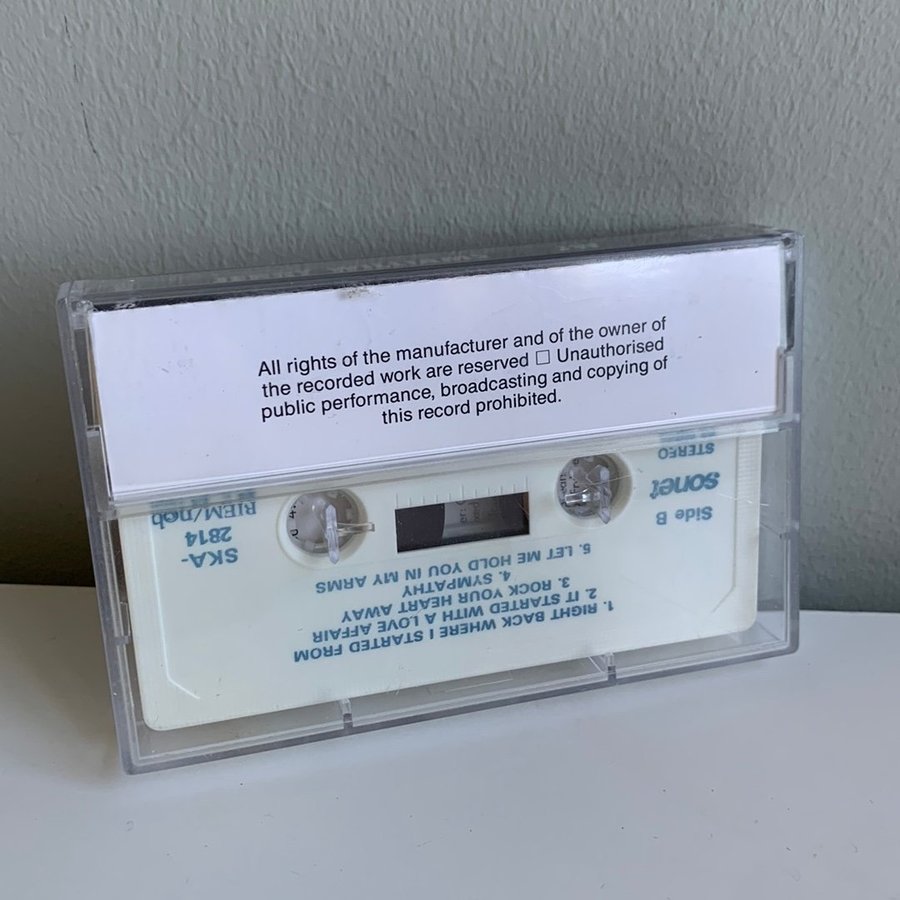 All rights of the manufacturer and of the owner of
the recorded work are reserved □ Unauthorised
public performance, broadcasting and copying of
this record prohibited.
1. RIGHT BACK WHERE I STARTED FROM
2. IT STARTED WITH A LOVE AFFAIR
3. ROCK YOUR HEART AWAY
4. SYMPATHY
5. LET ME HOLD YOU IN MY ARMS
Side B
sonet
STEREO
SKA-
2814
BIEM/ncb